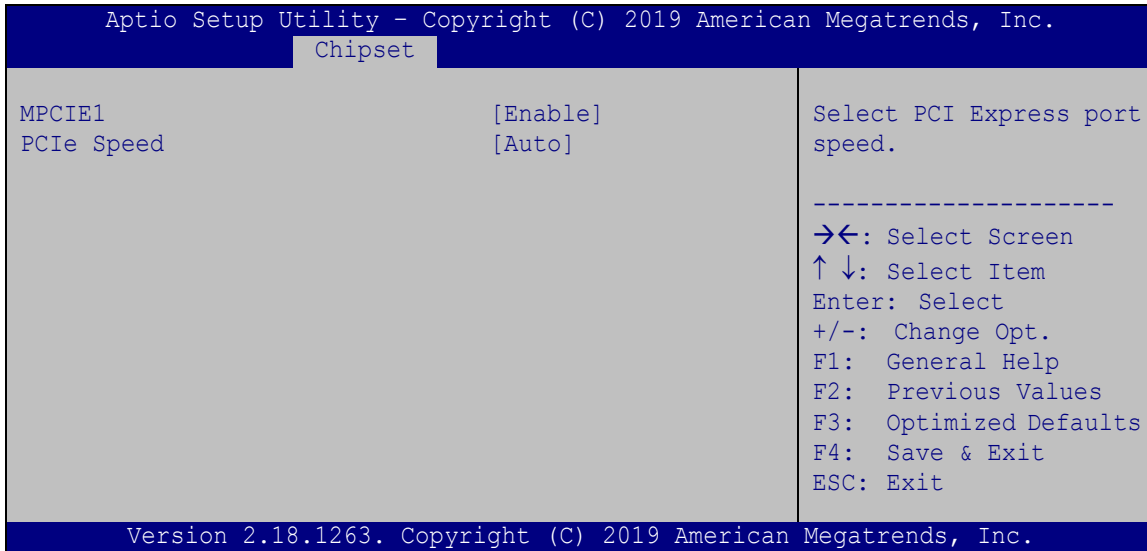 Aptio Setup Utility – Copyright (C) 2019 American Megatrends, Inc.
Chipset
MPCIE1 [Enable]
PCIe Speed [Auto]
Select PCI Express port
speed.
----------------------
→←: Select Screen
↑ ↓: Select Item
Enter: Select
+/-: Change Opt.
F1: General Help
F2: Previous Values
F3: Optimized Defaults
F4: Save & Exit
ESC: Exit
Version 2.18.1263. Copyright (C) 2019 American Megatrends, Inc.